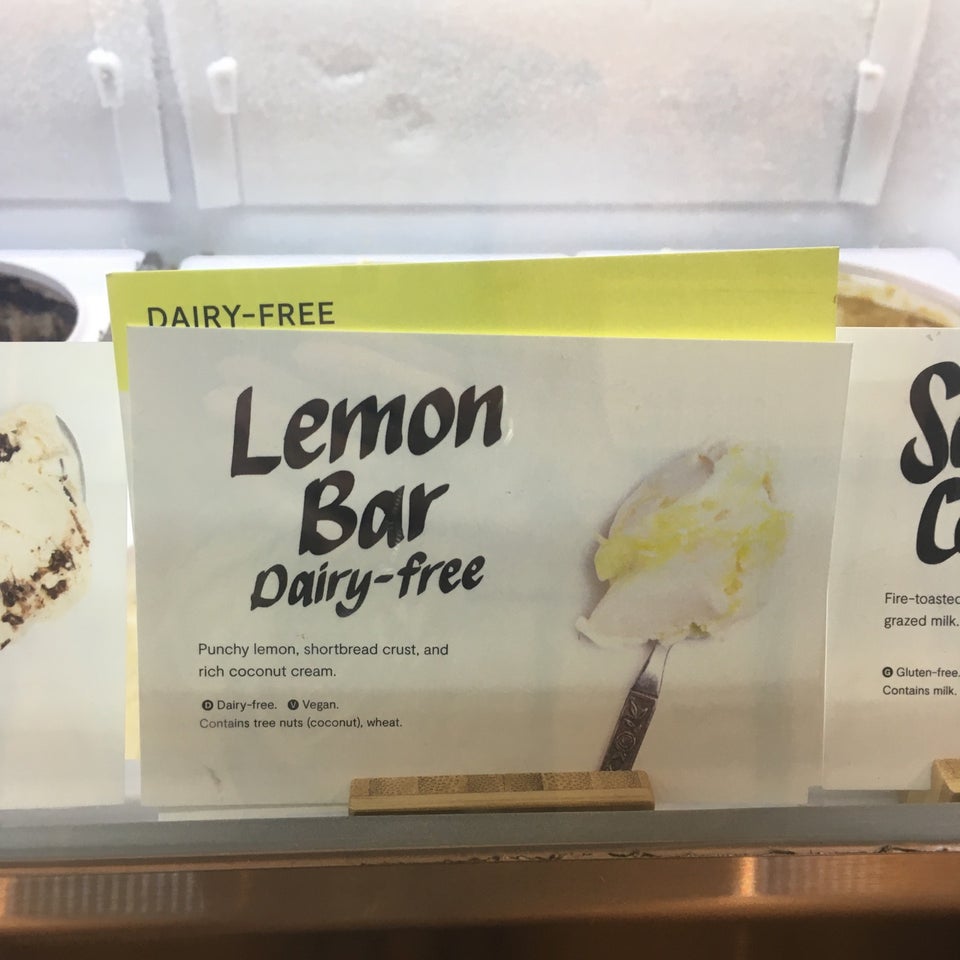 DAIRY-FREE
Lemon
Bar
Dairy-free
Punchy lemon, shortbread crust, and
rich coconut cream.
D Dairy-free. V Vegan.
Contains tree nuts (coconut), wheat.
Fire-toasted
grazed milk.
G Gluten-free.
Contains milk.